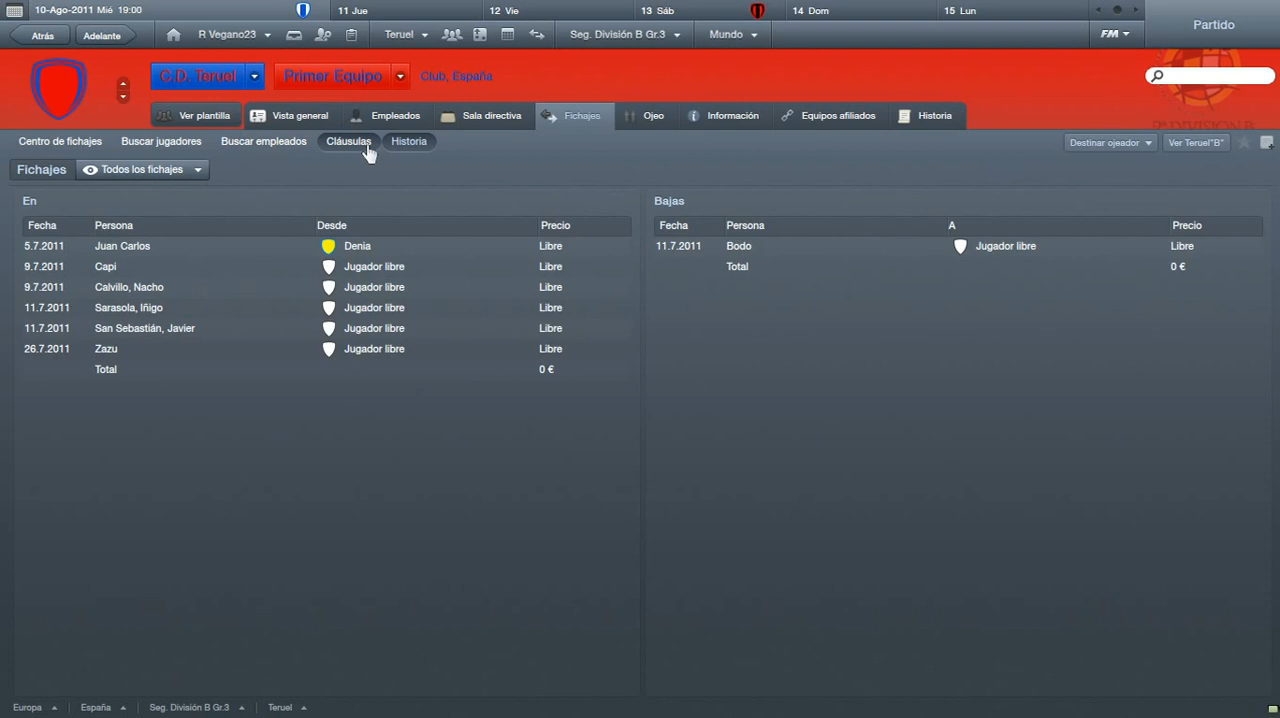 10-Ago-2011 Mié 19:00 11 Jue 12 Vie 13 Sáb 14 Dom 15 Lun
Atrás Adelante R Vegano23 Teruel Seg. División B Gr.3 Mundo FM Partido
C.D. Teruel Primer Equipo Club, España
Ver plantilla Vista general Empleados Sala directiva Fichajes Ojeo Información Equipos afiliados Historia
Centro de fichajes Buscar jugadores Buscar empleados Cláusulas Historia Destinar ojeador Ver Teruel"B"
Fichajes Todos los fichajes
En Bajas
Fecha Persona Desde Precio Fecha Persona A Precio
5.7.2011 Juan Carlos Denia Libre 11.7.2011 Bodo Jugador libre Libre
9.7.2011 Capi Jugador libre Libre Total 0 €
9.7.2011 Calvillo, Nacho Jugador libre Libre
11.7.2011 Sarasola, Iñigo Jugador libre Libre
11.7.2011 San Sebastián, Javier Jugador libre Libre
26.7.2011 Zazu Jugador libre Libre
Total 0 €
Europa España Seg. División B Gr.3 Teruel